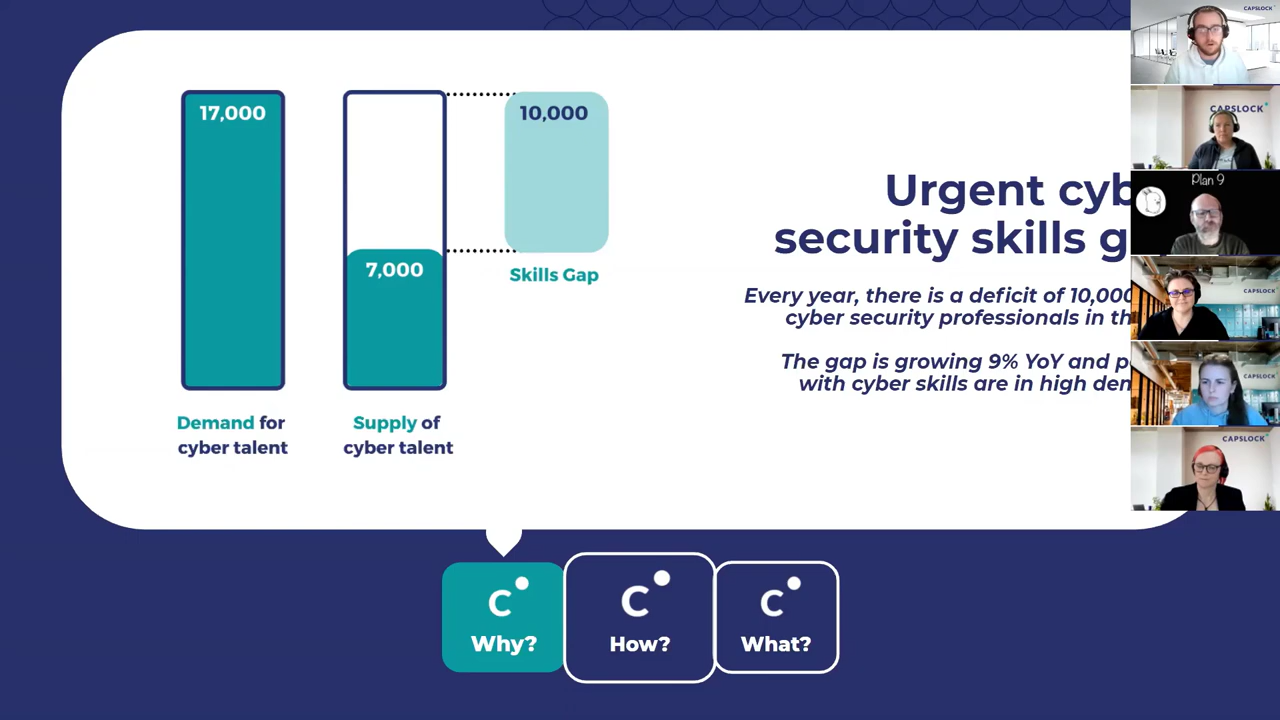 17,000
7,000
10,000
Skills Gap
Demand for
cyber talent
Supply of
cyber talent
Urgent cyb
security skills g
Every year, there is a deficit of 10,000
cyber security professionals in th
The gap is growing 9% YoY and p
with cyber skills are in high dem
C
Why?
C
How?
C
What?
CAPSLOCK
CAPSLOCK
Plan 9
CAPSLOCK
CAPSLOCK
CAPSLOCK